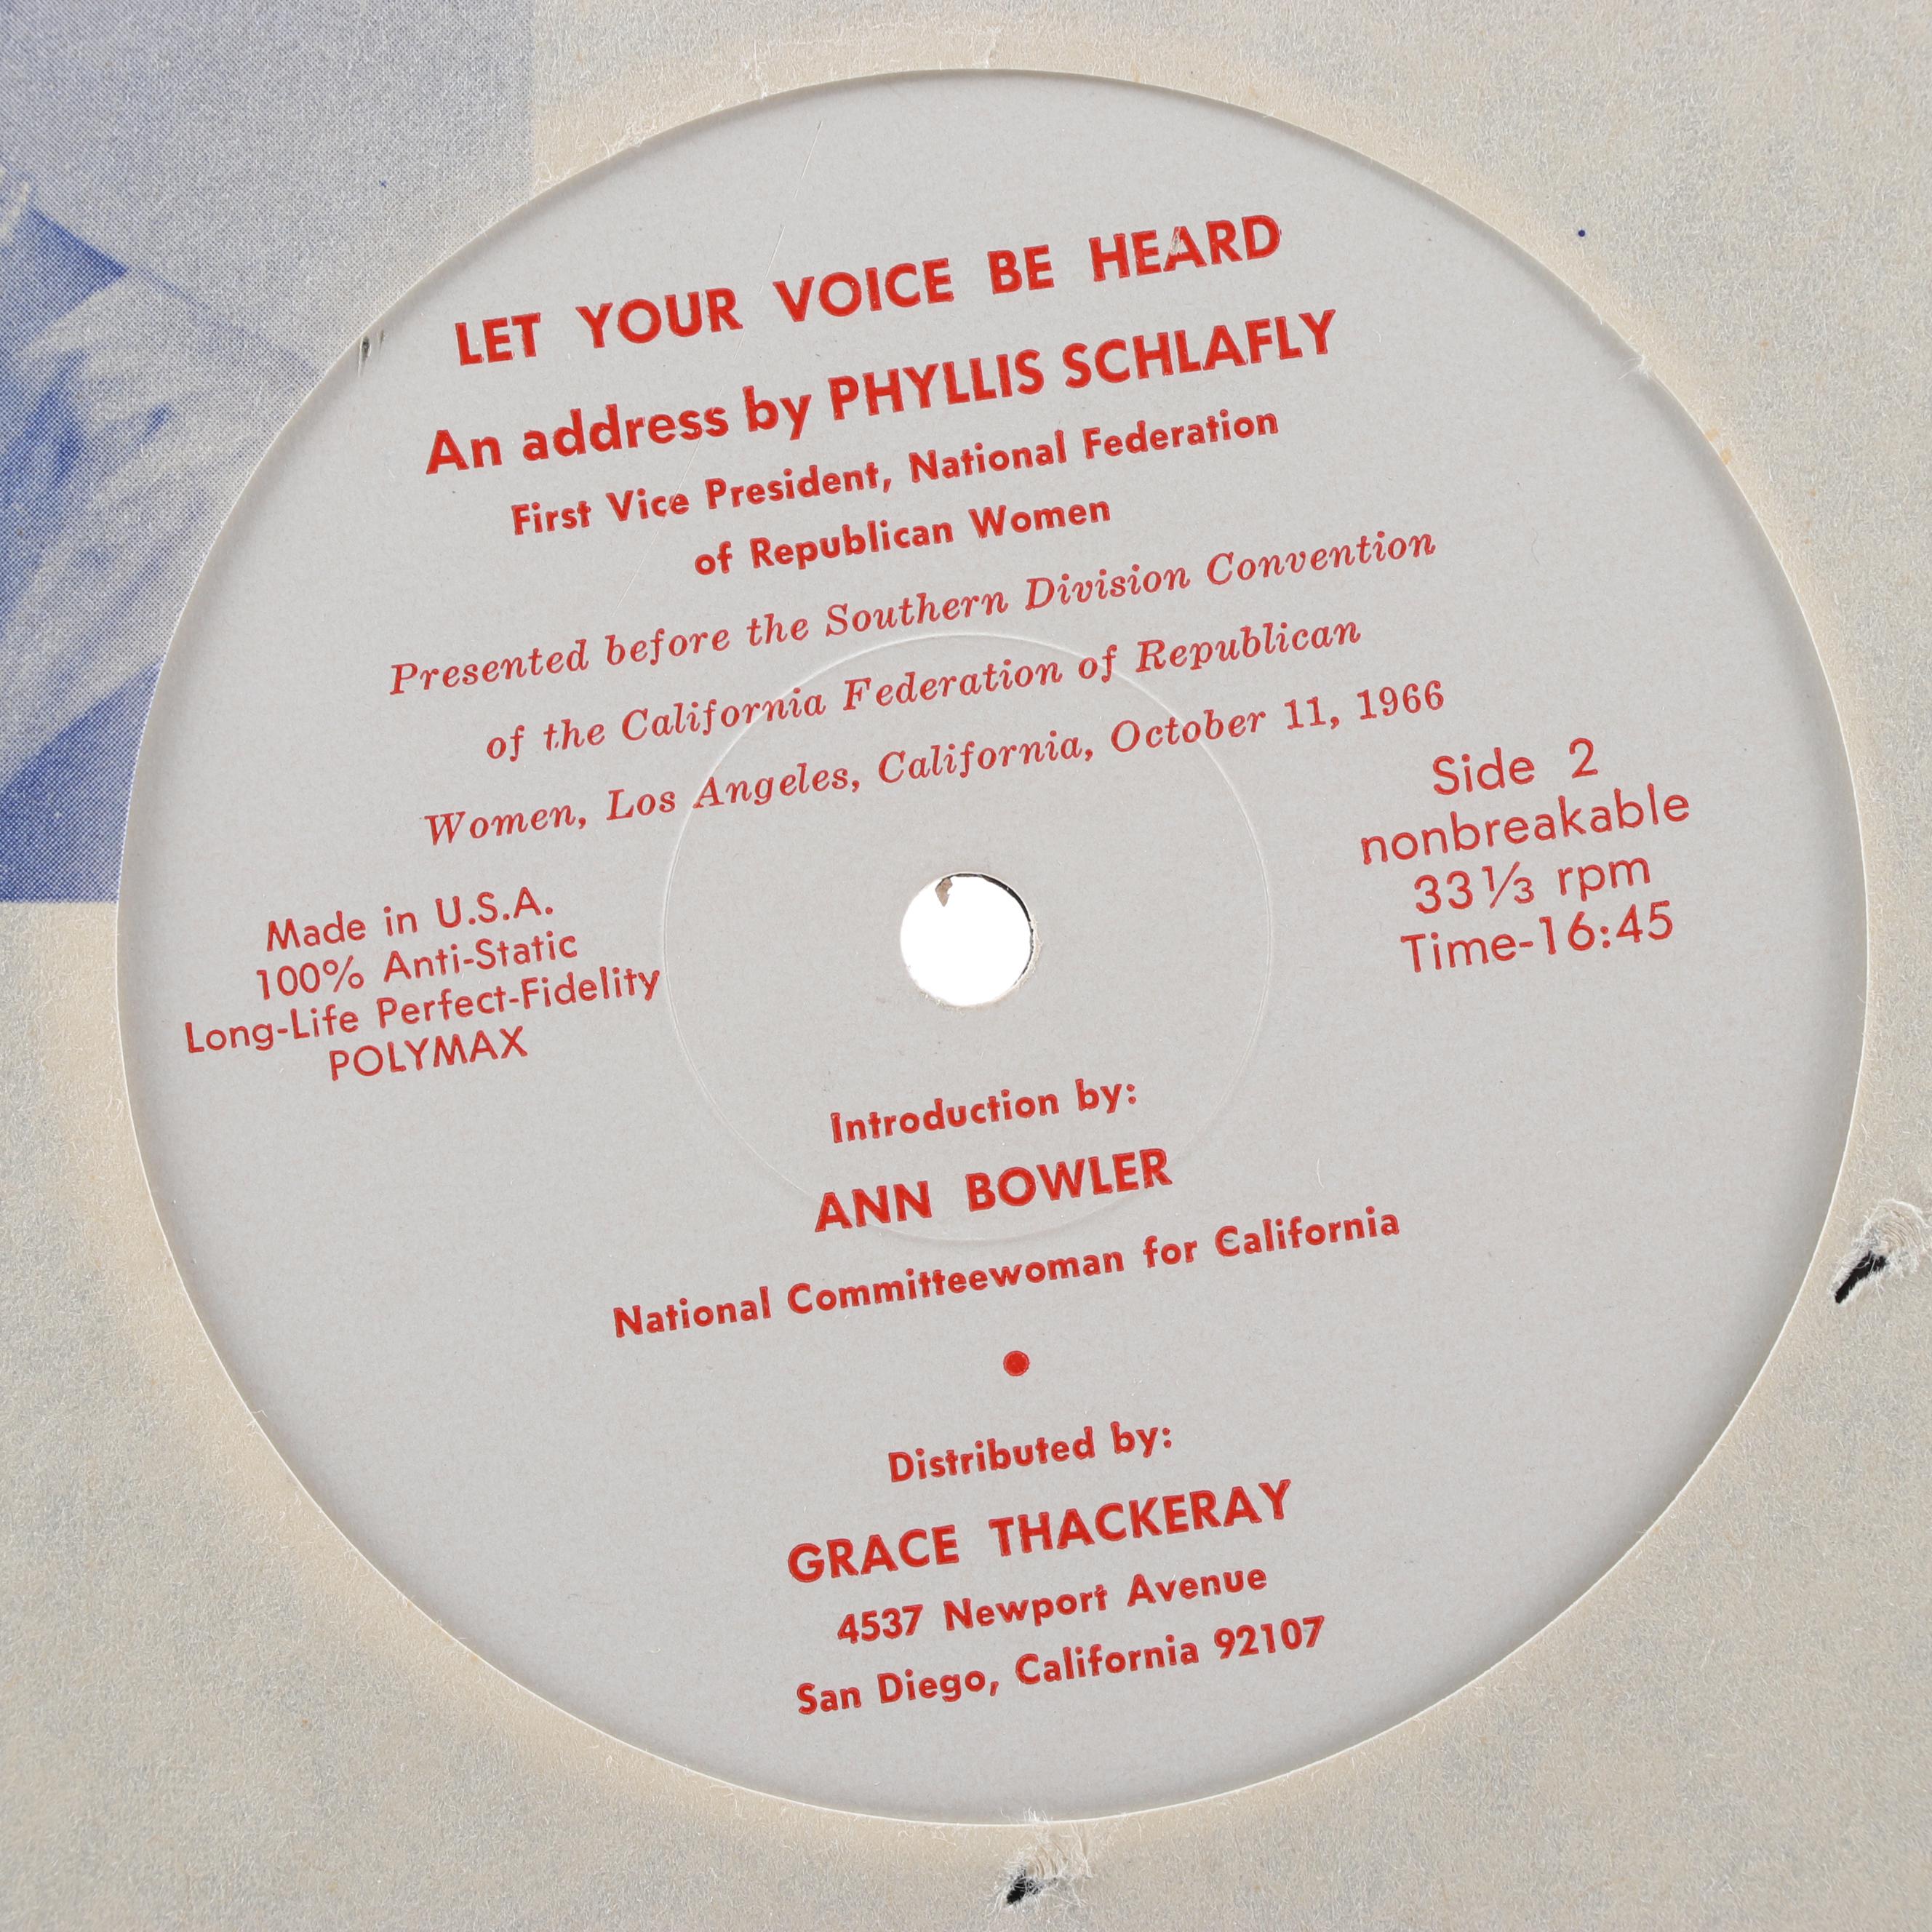 LET YOUR VOICE BE HEARD
An address by PHYLLIS SCHLAFLY
First Vice President, National Federation
of Republican Women
Presented before the Southern Division Convention
of the California Federation of Republican
Women, Los Angeles, California, October 11, 1966
Made in U.S.A.
100% Anti-Static
Long-Life Perfect-Fidelity
POLYMAX
Side 2
nonbreakable
33⅓ rpm
Time-16:45
Introduction by:
ANN BOWLER
National Committeewoman for California
Distributed by:
GRACE THACKERAY
4537 Newport Avenue
San Diego, California 92107